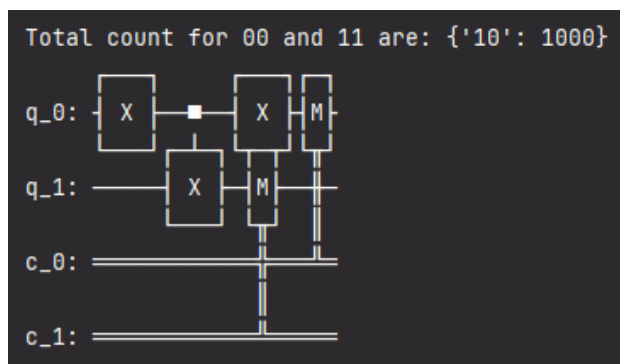 Total count for 00 and 11 are: {'10': 1000}
q_0: X X M
q_1: X M
c_0:
c_1: